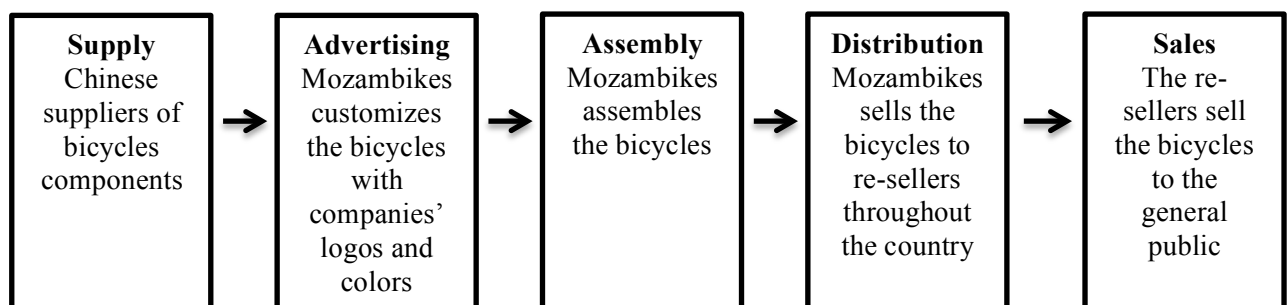 Supply
Chinese
suppliers of
bicycles
components
Advertising
Mozambikes
customizes
the bicycles
with
companies’
logos and
colors
Assembly
Mozambikes
assembles
the bicycles
Distribution
Mozambikes
sells the
bicycles to
re-sellers
throughout
the country
Sales
The re-
sellers sell
the bicycles
to the
general
public